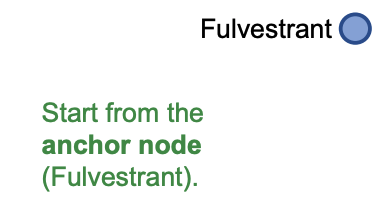 Fulvestrant
Start from the
anchor node
(Fulvestrant).